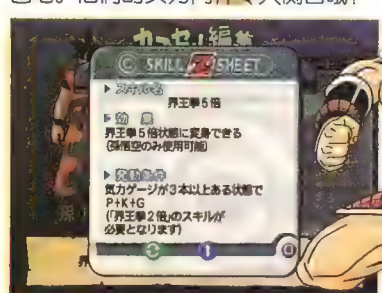 カプセル編集
SKILL SHEET
▶ スキル名
界王拳5倍
▶ 効 果
界王拳5倍状態に変身できる
(孫悟空のみ使用可能)
▶ 発動条件
気力ゲージが3本以上ある状態で
P+K+G
(「界王拳2倍」のスキルが
必要となります)